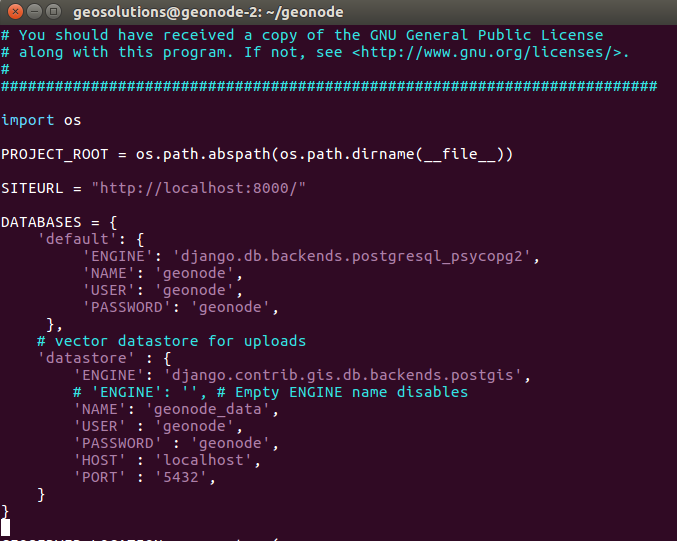 geosolutions@geonode-2: ~/geonode
# You should have received a copy of the GNU General Public License
# along with this program. If not, see <http://www.gnu.org/licenses/>.
#
#########################################################################
import os
PROJECT_ROOT = os.path.abspath(os.path.dirname(__file__))
SITEURL = "http://localhost:8000/"
DATABASES = {
    'default': {
         'ENGINE': 'django.db.backends.postgresql_psycopg2',
         'NAME': 'geonode',
         'USER': 'geonode',
         'PASSWORD': 'geonode',
     },
    # vector datastore for uploads
    'datastore' : {
        'ENGINE': 'django.contrib.gis.db.backends.postgis',
        # 'ENGINE': '', # Empty ENGINE name disables
        'NAME': 'geonode_data',
        'USER' : 'geonode',
        'PASSWORD' : 'geonode',
        'HOST' : 'localhost',
        'PORT' : '5432',
    }
}